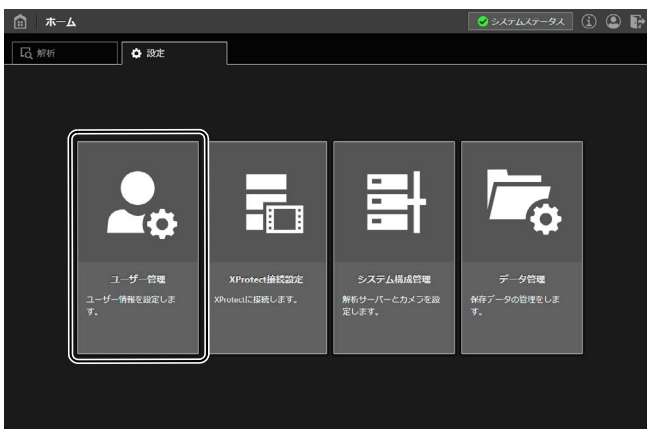 ホーム
システムステータス
解析
設定
ユーザー管理
ユーザー情報を設定しま
す。
XProtect接続設定
XProtectに接続します。
システム構成管理
解析サーバーとカメラを設
定します。
データ管理
保存データの管理をしま
す。